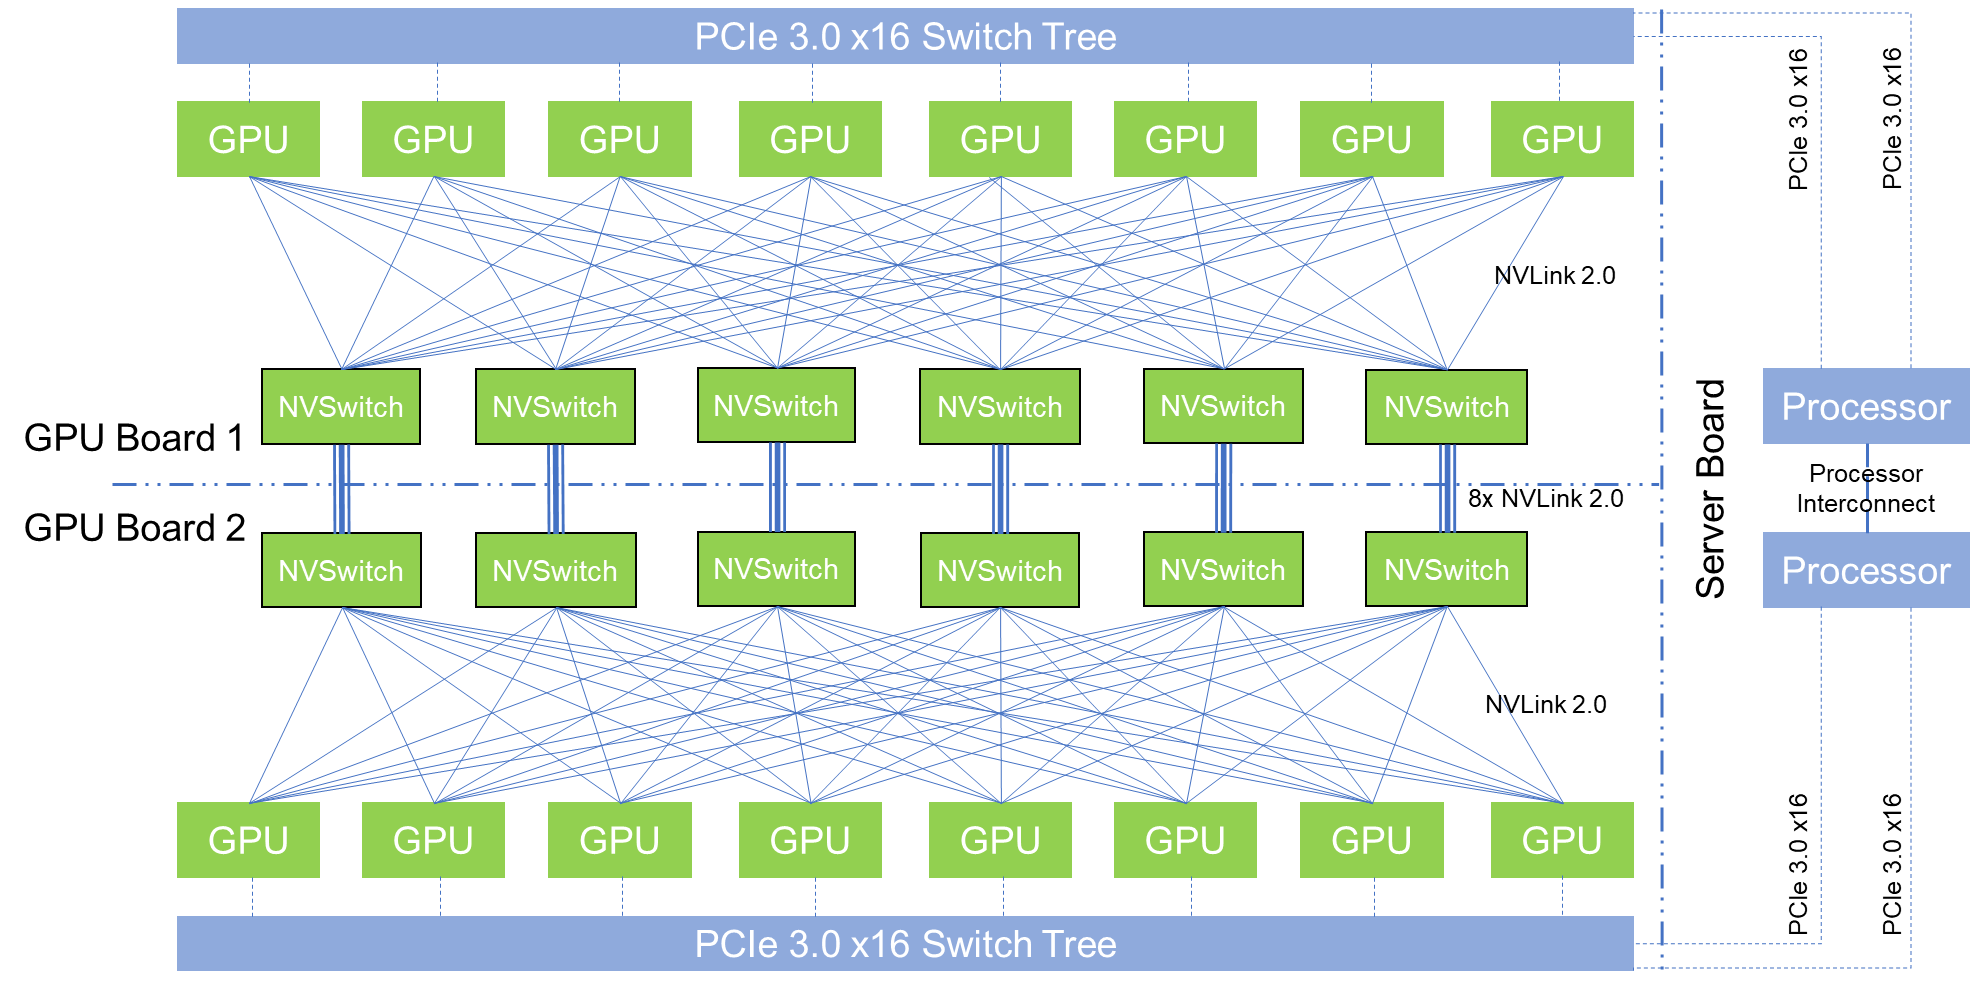 PCIe 3.0 x16 Switch Tree
GPU GPU GPU GPU GPU GPU GPU GPU
PCIe 3.0 x16
PCIe 3.0 x16
NVLink 2.0
NVSwitch NVSwitch NVSwitch NVSwitch NVSwitch NVSwitch
GPU Board 1
Server Board
Processor
Processor
Interconnect
8x NVLink 2.0
GPU Board 2
NVSwitch NVSwitch NVSwitch NVSwitch NVSwitch NVSwitch
Processor
NVLink 2.0
GPU GPU GPU GPU GPU GPU GPU GPU
PCIe 3.0 x16
PCIe 3.0 x16
PCIe 3.0 x16 Switch Tree